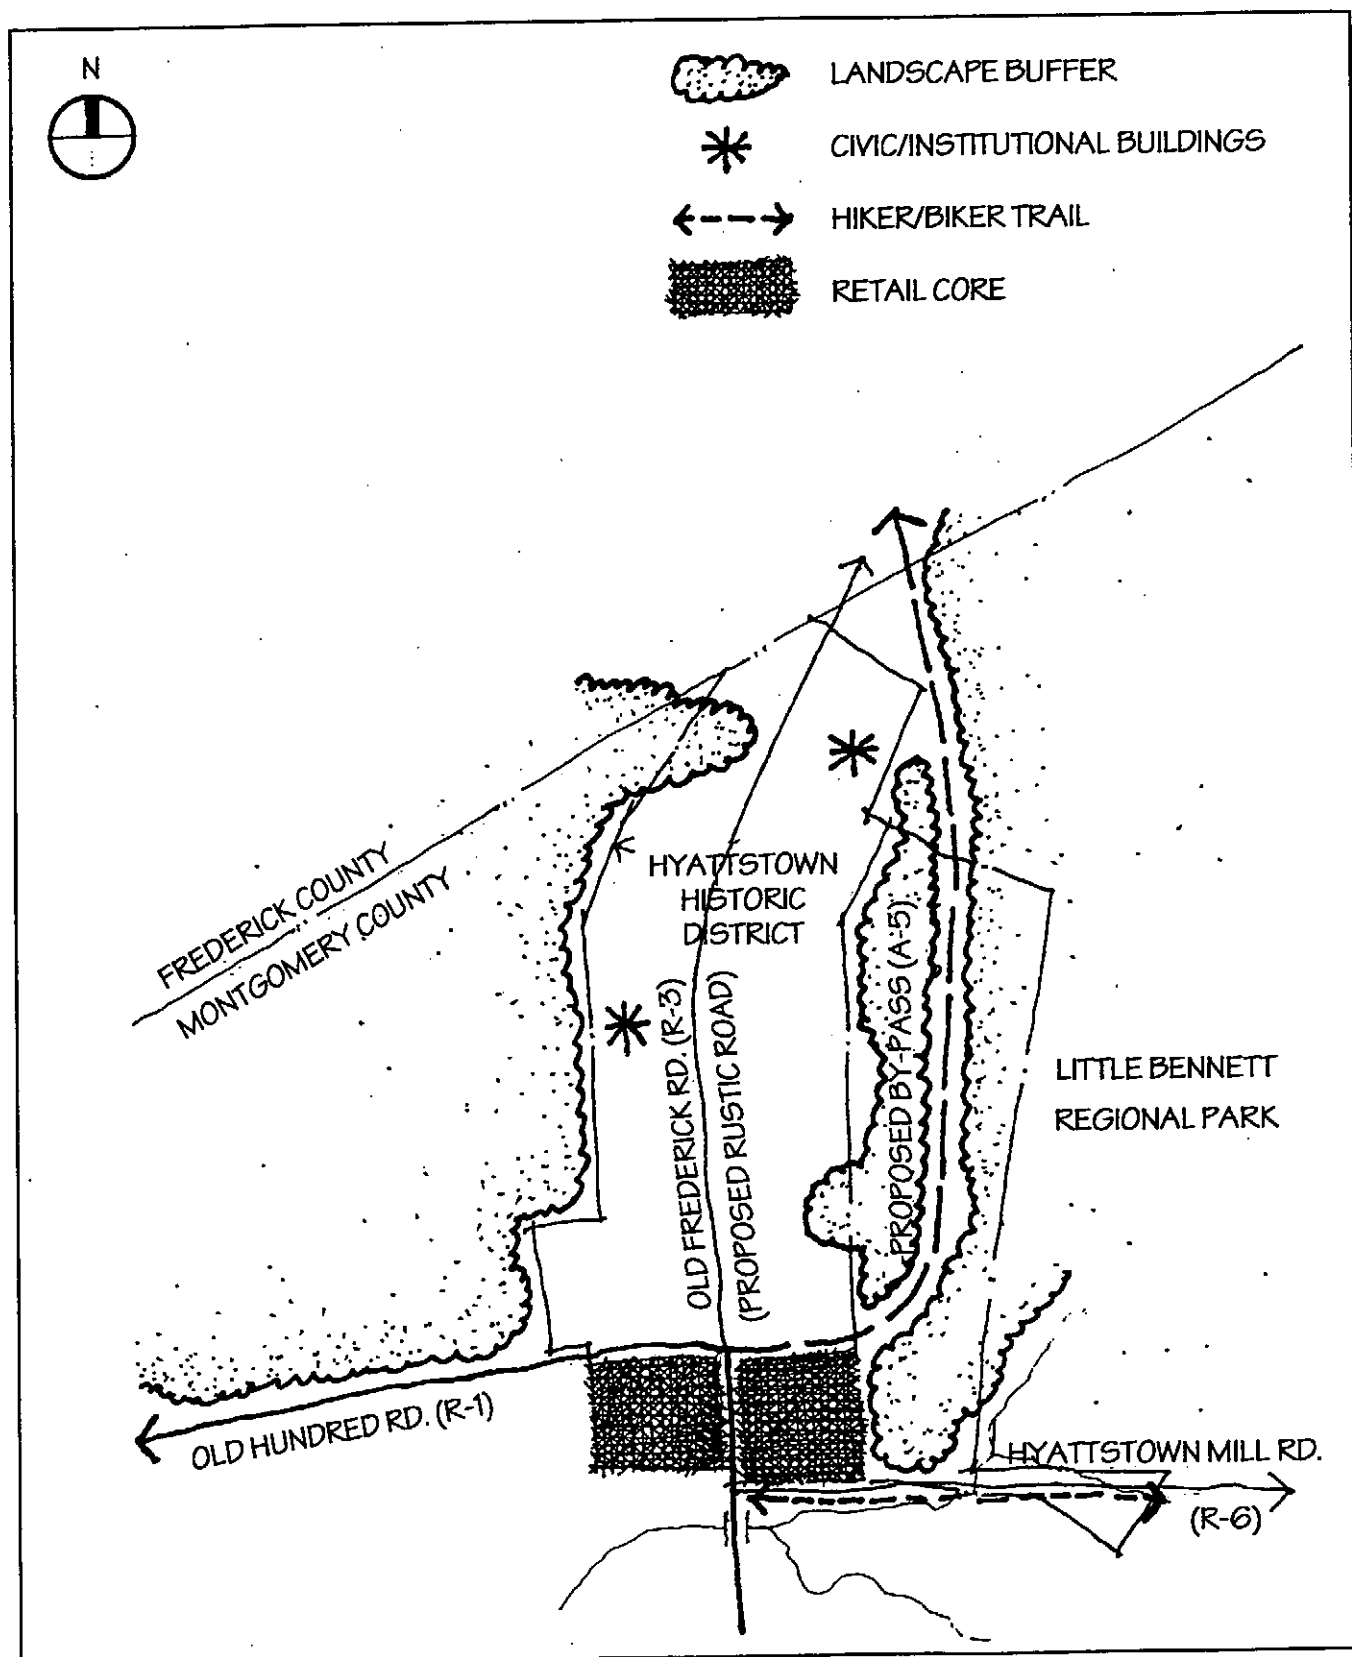 N
LANDSCAPE BUFFER
CIVIC/INSTITUTIONAL BUILDINGS
HIKER/BIKER TRAIL
RETAIL CORE
FREDERICK COUNTY
MONTGOMERY COUNTY
HYATTSTOWN
HISTORIC
DISTRICT
OLD FREDERICK RD. (R-3)
(PROPOSED RUSTIC ROAD)
PROPOSED BY-PASS (A-5)
LITTLE BENNETT
REGIONAL PARK
OLD HUNDRED RD. (R-1)
HYATTSTOWN MILL RD.
(R-6)